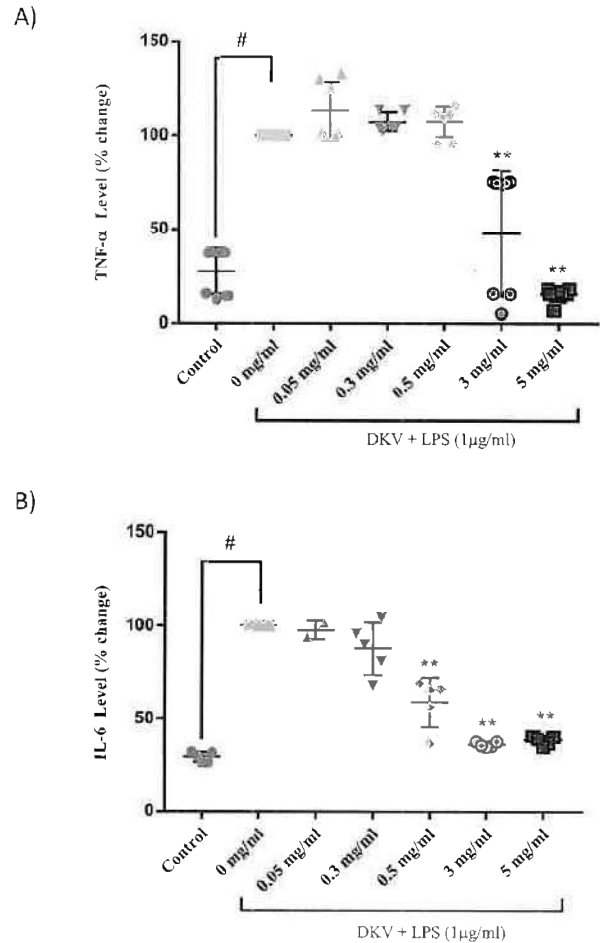 A)
150
#
100
**
50
**
0
TNF-α Level (% change)
Control
0 mg/ml
0.05 mg/ml
0.3 mg/ml
0.5 mg/ml
3 mg/ml
5 mg/ml
DKV + LPS (1μg/ml)
B)
150
#
100
**
50
**
**
0
IL-6 Level (% change)
Control
0 mg/ml
0.05 mg/ml
0.3 mg/ml
0.5 mg/ml
3 mg/ml
5 mg/ml
DKV + LPS (1μg/ml)